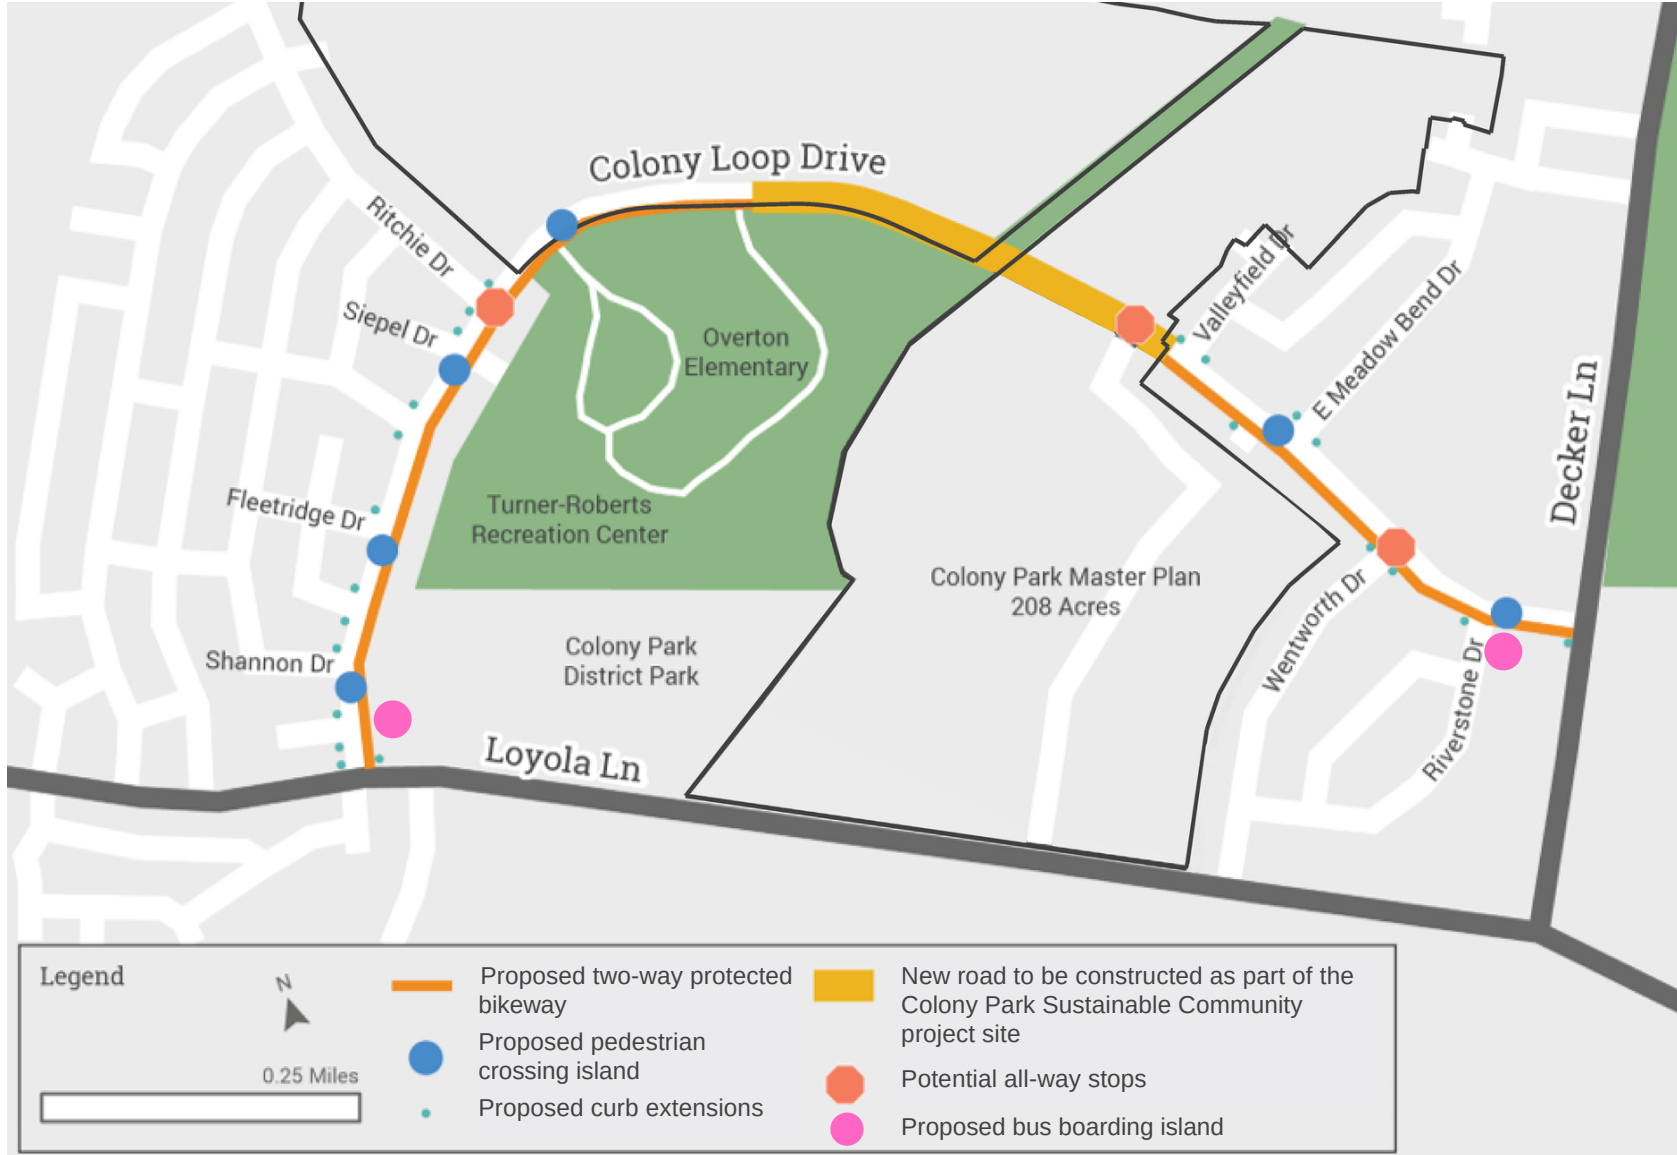 Colony Loop Drive
Ritchie Dr
Siepel Dr
Valleyfield Dr
E Meadow Bend Dr
Overton
Elementary
Decker Ln
Fleetridge Dr
Turner-Roberts
Recreation Center
Colony Park Master Plan
208 Acres
Wentworth Dr
Shannon Dr
Colony Park
District Park
Riverstone Dr
Loyola Ln
Legend
N
0.25 Miles
Proposed two-way protected
bikeway
Proposed pedestrian
crossing island
Proposed curb extensions
New road to be constructed as part of the
Colony Park Sustainable Community
project site
Potential all-way stops
Proposed bus boarding island